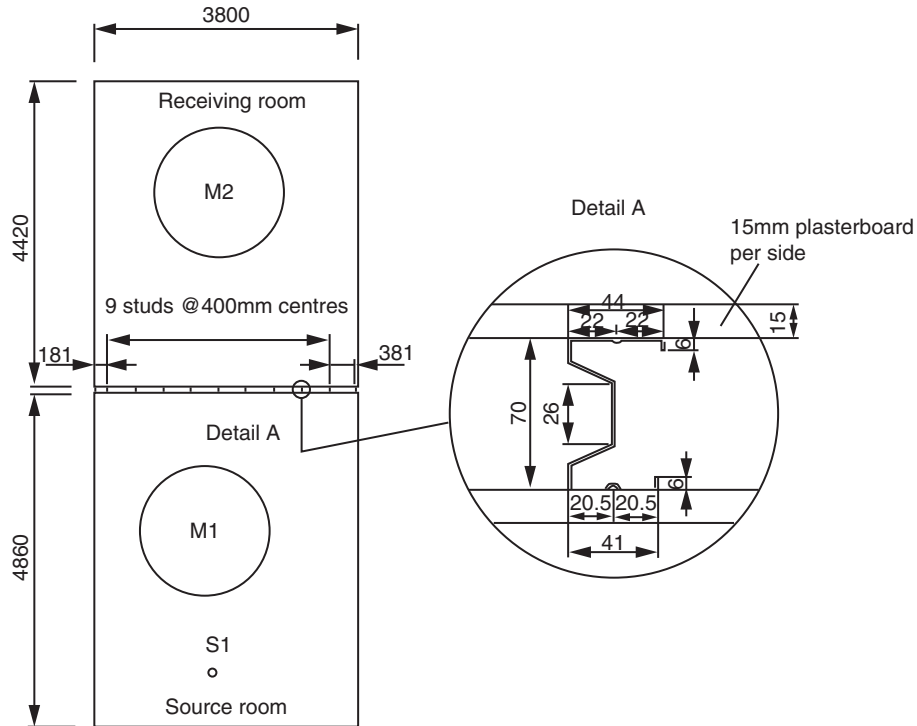 3800
Receiving room
M2
4420
9 studs @400mm centres
181
381
Detail A
M1
4860
S1
Source room
Detail A
15mm plasterboard
per side
44
22
22
15
6
70
26
6
20.5
20.5
41